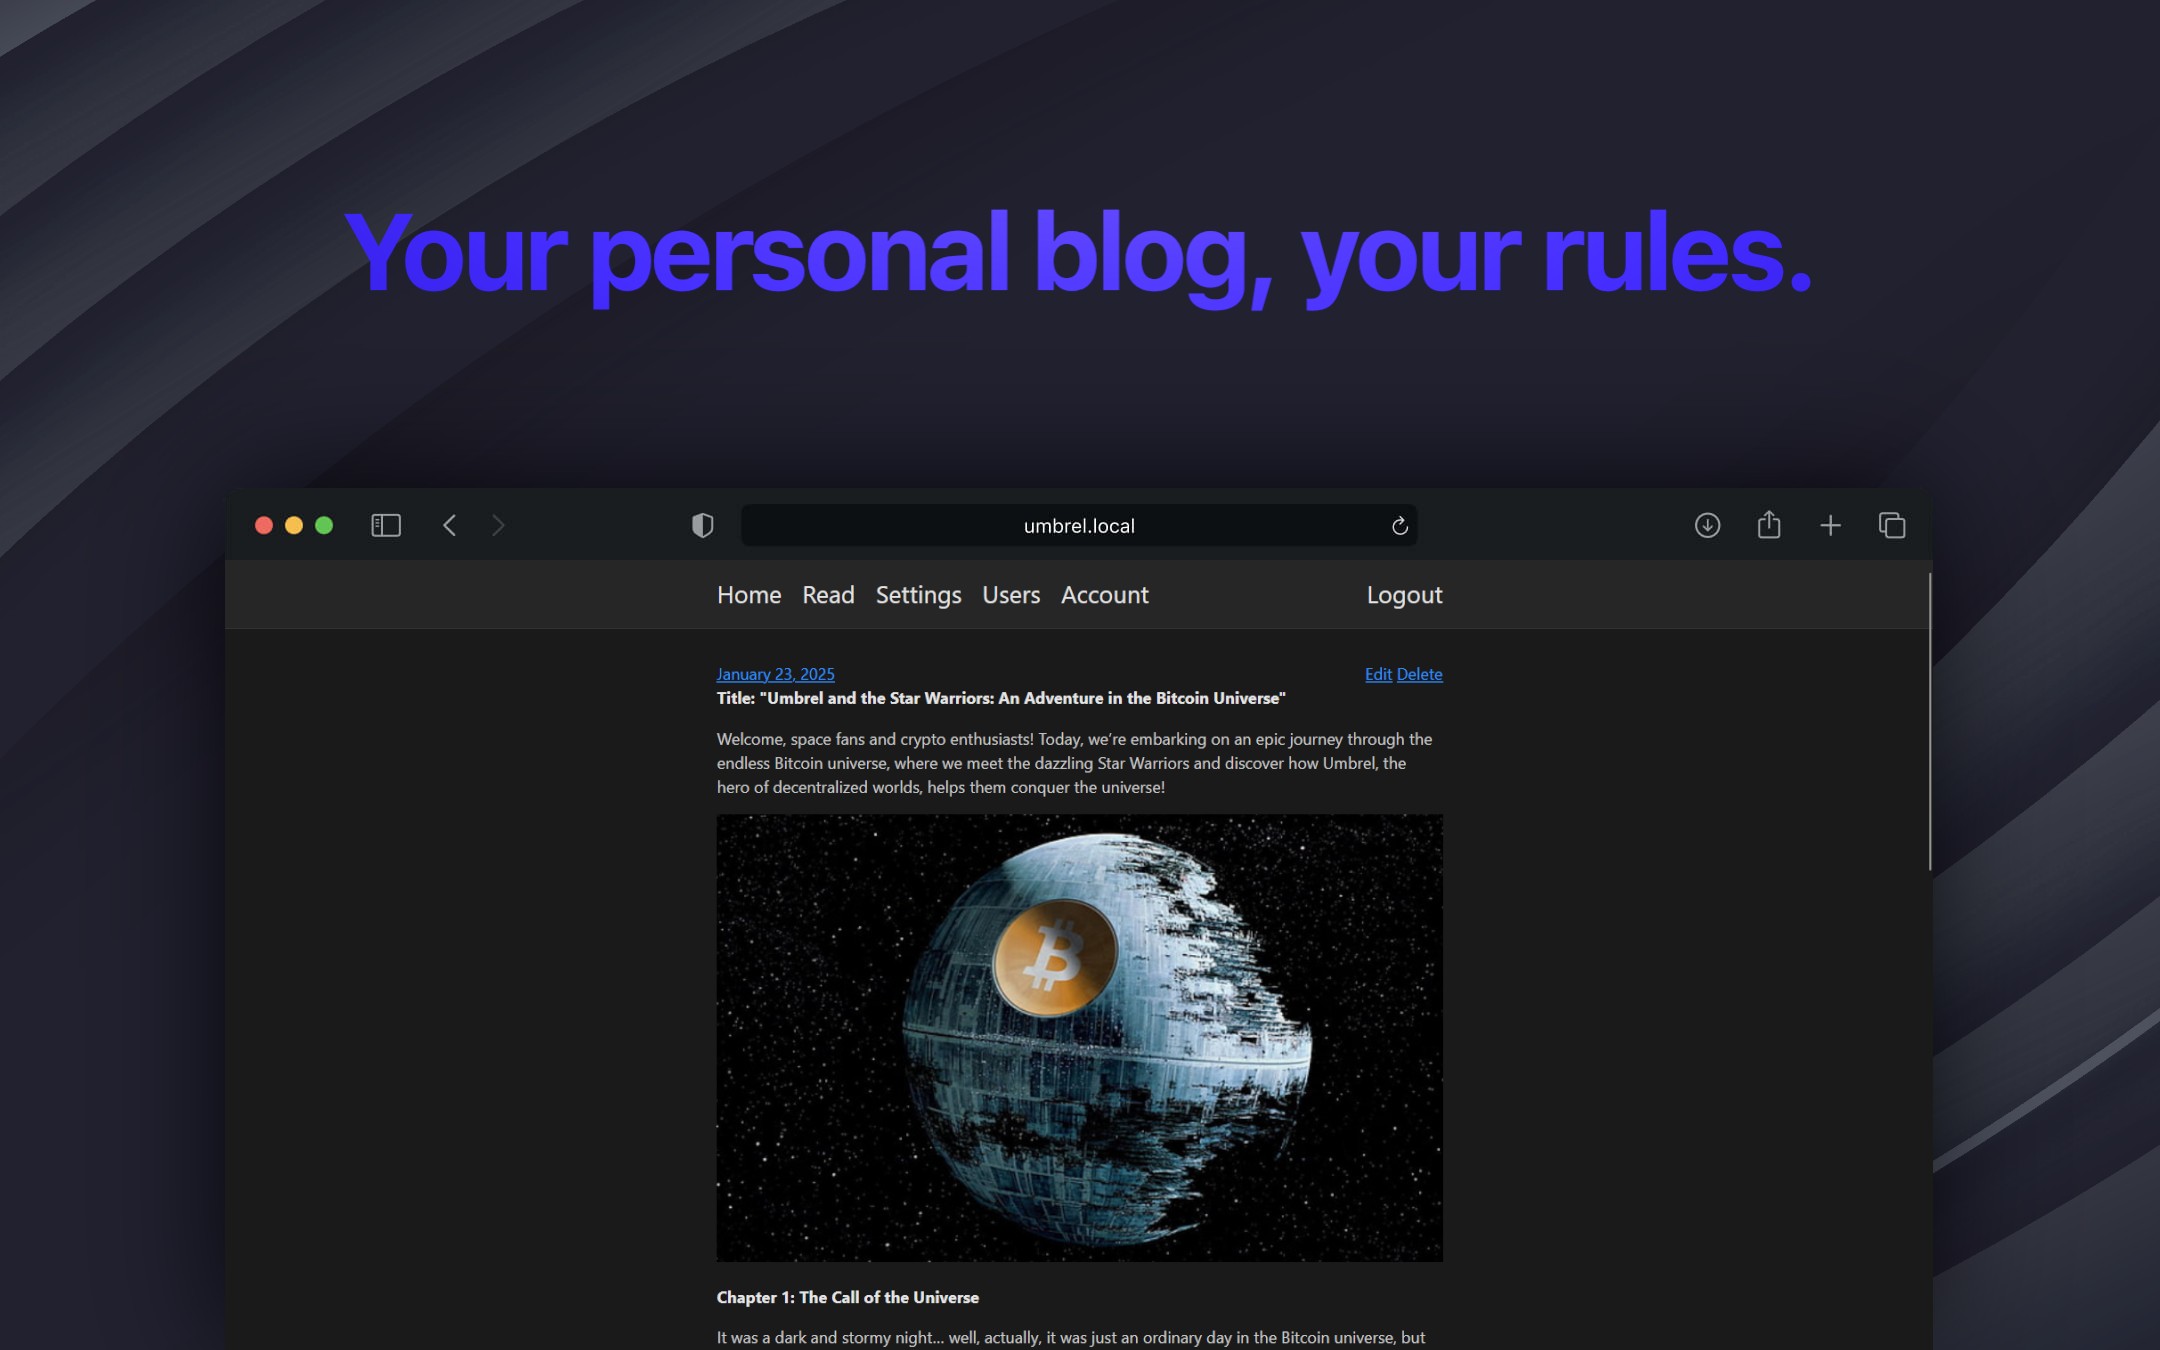 Your personal blog, your rules.
umbrel.local
Home Read Settings Users Account Logout
January 23, 2025 Edit Delete
Title: "Umbrel and the Star Warriors: An Adventure in the Bitcoin Universe"
Welcome, space fans and crypto enthusiasts! Today, we’re embarking on an epic journey through the
endless Bitcoin universe, where we meet the dazzling Star Warriors and discover how Umbrel, the
hero of decentralized worlds, helps them conquer the universe!
Chapter 1: The Call of the Universe
It was a dark and stormy night… well, actually, it was just an ordinary day in the Bitcoin universe, but